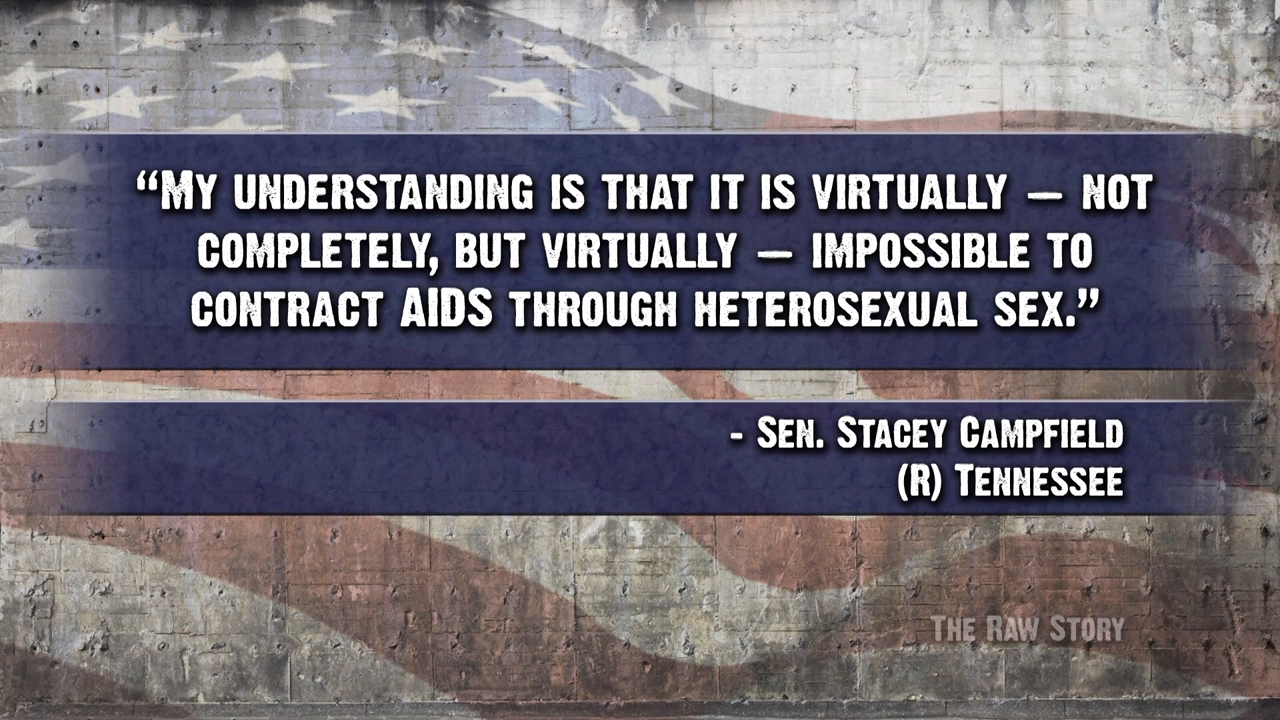 “My understanding is that it is virtually – not
completely, but virtually – impossible to
contract AIDS through heterosexual sex.”
- Sen. Stacey Campfield
(R) Tennessee
The Raw Story